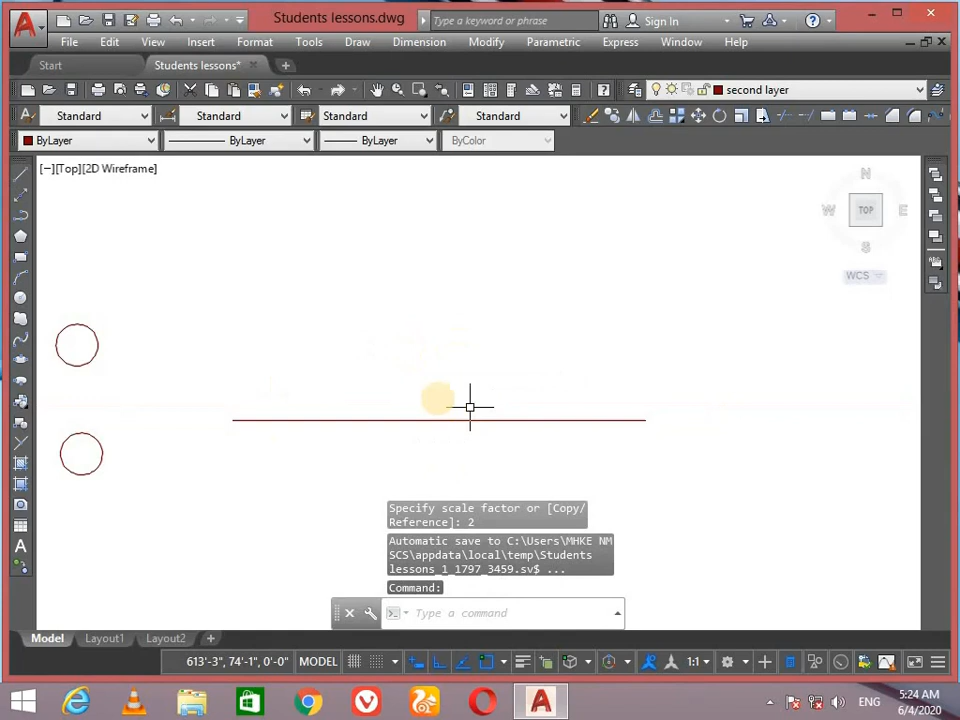 Students lessons.dwg
Type a keyword or phrase
Sign In
File Edit View Insert Format Tools Draw Dimension Modify Parametric Express Window Help
Start
Students lessons*
second layer
Standard Standard Standard Standard
ByLayer ByLayer ByLayer ByColor
[−][Top][2D Wireframe]
N
W TOP E
S
WCS
Specify scale factor or [Copy/
Reference]: 2
Automatic save to C:\Users\MHKE NM
SCS\appdata\local\temp\Students
lessons_1_1797_3459.sv$ ...
Command:
Type a command
Model Layout1 Layout2
613'-3", 74'-1", 0'-0" MODEL 1:1
ENG
5:24 AM
6/4/2020